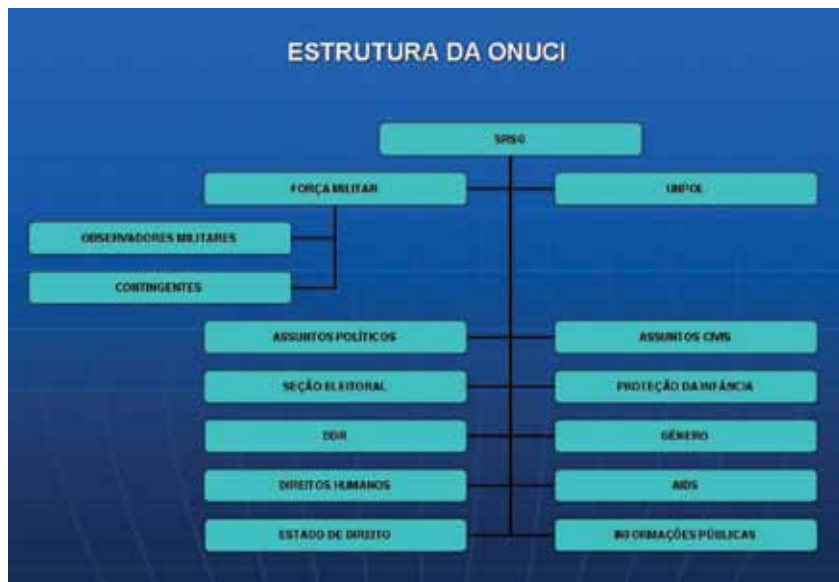 ESTRUTURA DA ONUCI
SRSG
FORÇA MILITAR
UNPOL
OBSERVADORES MILITARES
CONTINGENTES
ASSUNTOS POLÍTICOS
ASSUNTOS CIVIS
SEÇÃO ELEITORAL
PROTEÇÃO DA INFÂNCIA
DDR
GÊNERO
DIREITOS HUMANOS
AIDS
ESTADO DE DIREITO
INFORMAÇÕES PÚBLICAS